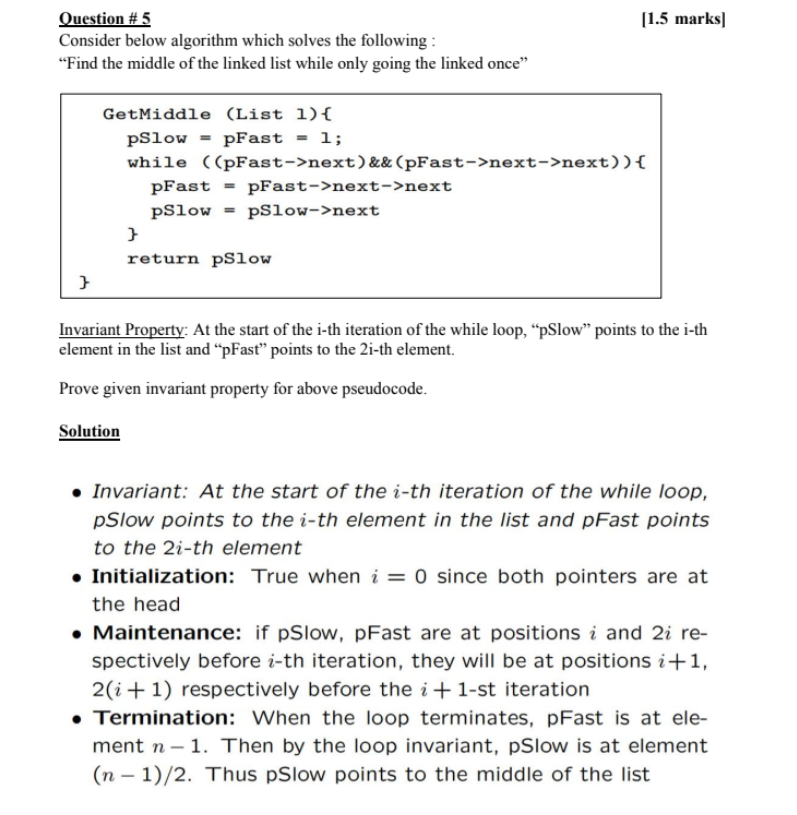 Question # 5 [1.5 marks]
Consider below algorithm which solves the following :
“Find the middle of the linked list while only going the linked once”
GetMiddle (List l){
pSlow = pFast = l;
while ((pFast->next)&&(pFast->next->next)){
pFast = pFast->next->next
pSlow = pSlow->next
}
return pSlow
}
Invariant Property: At the start of the i-th iteration of the while loop, “pSlow” points to the i-th
element in the list and “pFast” points to the 2i-th element.
Prove given invariant property for above pseudocode.
Solution
• Invariant: At the start of the i-th iteration of the while loop,
pSlow points to the i-th element in the list and pFast points
to the 2i-th element
• Initialization: True when i = 0 since both pointers are at
the head
• Maintenance: if pSlow, pFast are at positions i and 2i re-
spectively before i-th iteration, they will be at positions i+1,
2(i + 1) respectively before the i + 1-st iteration
• Termination: When the loop terminates, pFast is at ele-
ment n − 1. Then by the loop invariant, pSlow is at element
(n − 1)/2. Thus pSlow points to the middle of the list